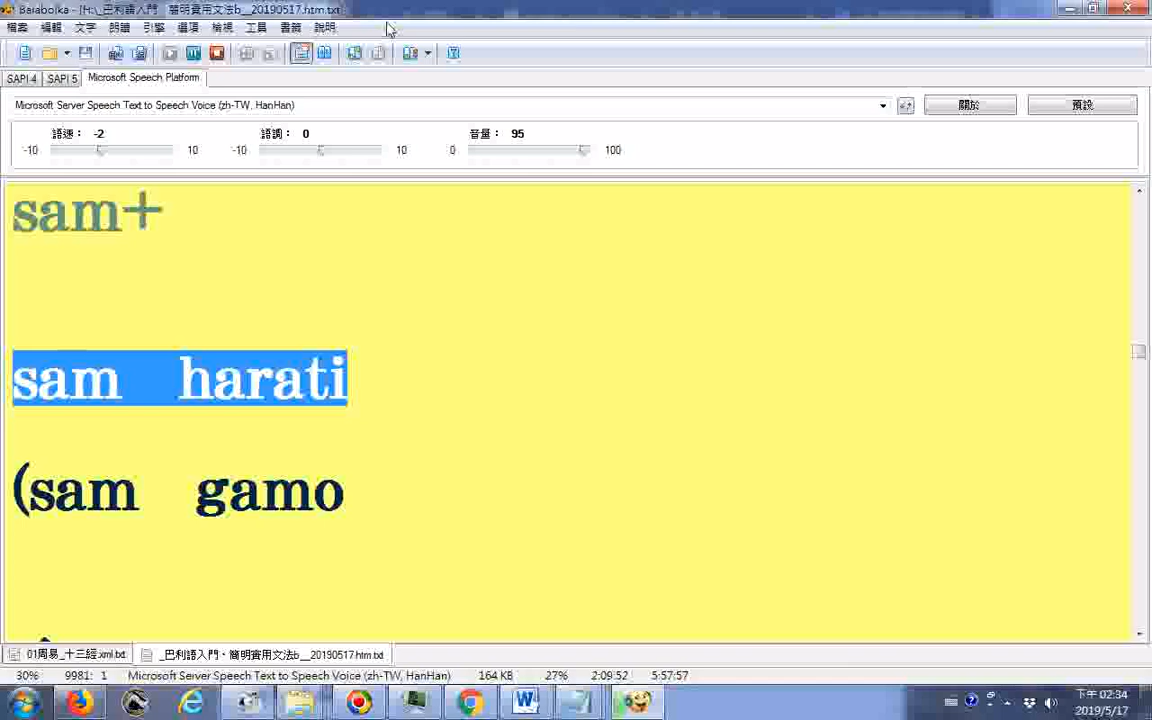 Balabolka - [H:\_巴利語入門‧簡明實用文法b__20190517.htm.txt]
檔案 編輯 文字 朗讀 引擎 選項 檢視 工具 書籤 說明
SAPI 4 SAPI 5 Microsoft Speech Platform
Microsoft Server Speech Text to Speech Voice (zh-TW, HanHan) 關於 預設
語速： -2 語調： 0 音量： 95
-10 10 -10 10 0 100
sam+
sam harati
(sam gamo
01周易_十三經.xml.txt _巴利語入門‧簡明實用文法b__20190517.htm.txt
30% 9981: 1 Microsoft Server Speech Text to Speech Voice (zh-TW, HanHan) 164 KB 27% 2:09:52 5:57:57
下午 02:34
2019/5/17